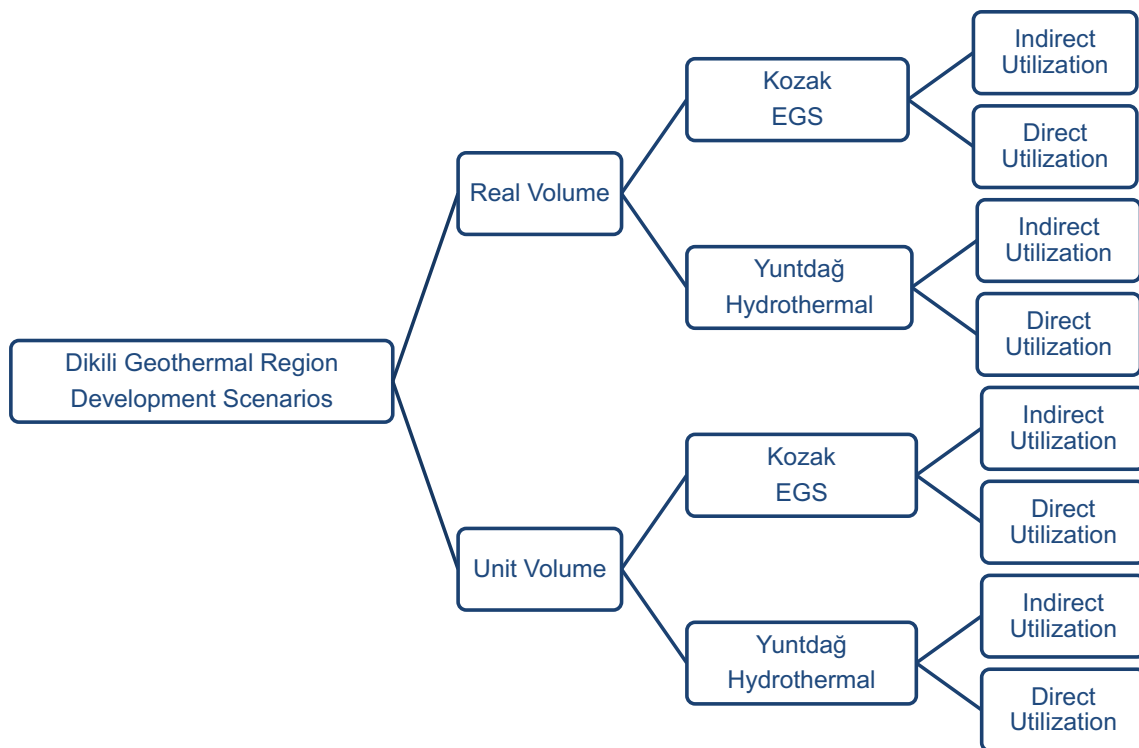 Indirect
Utilization
Kozak
EGS
Direct
Utilization
Real Volume
Indirect
Utilization
Yuntdağ
Hydrothermal
Direct
Utilization
Dikili Geothermal Region
Development Scenarios
Indirect
Utilization
Kozak
EGS
Direct
Utilization
Unit Volume
Indirect
Utilization
Yuntdağ
Hydrothermal
Direct
Utilization